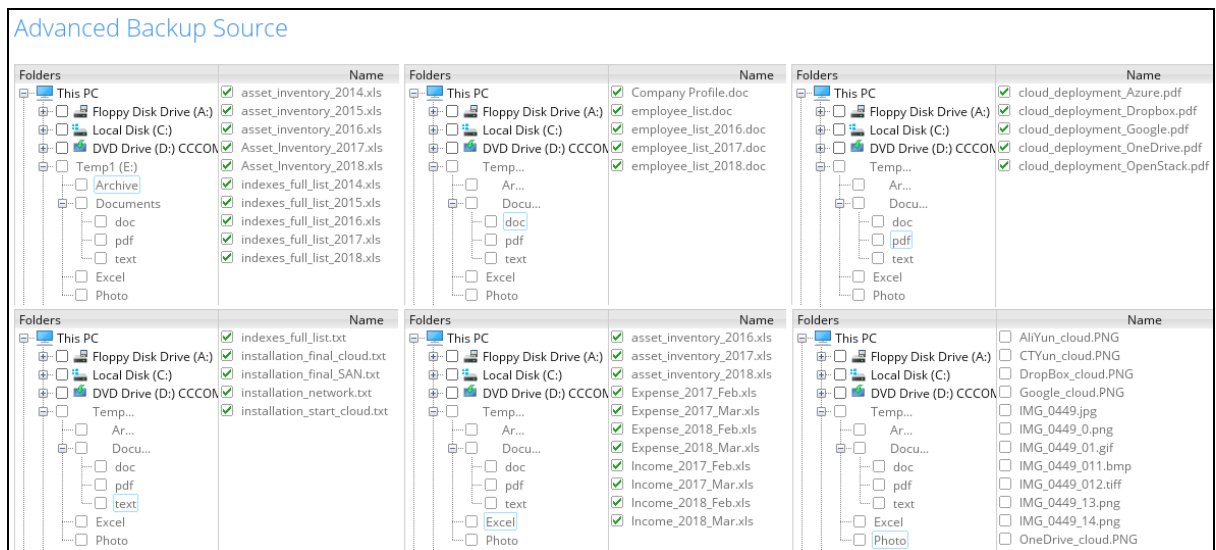 Advanced Backup Source
Folders
Name
This PC
Floppy Disk Drive (A:)
Local Disk (C:)
DVD Drive (D:) CCCOM
Temp1 (E:)
Archive
Documents
doc
pdf
text
Excel
Photo
asset_inventory_2014.xls
asset_inventory_2015.xls
asset_inventory_2016.xls
Asset_Inventory_2017.xls
Asset_Inventory_2018.xls
indexes_full_list_2014.xls
indexes_full_list_2015.xls
indexes_full_list_2016.xls
indexes_full_list_2017.xls
indexes_full_list_2018.xls
Folders
Name
This PC
Floppy Disk Drive (A:)
Local Disk (C:)
DVD Drive (D:) CCCOM
Temp...
Ar...
Docu...
doc
pdf
text
Excel
Photo
Company Profile.doc
employee_list.doc
employee_list_2016.doc
employee_list_2017.doc
employee_list_2018.doc
Folders
Name
This PC
Floppy Disk Drive (A:)
Local Disk (C:)
DVD Drive (D:) CCCOM
Temp...
Ar...
Docu...
doc
pdf
text
Excel
Photo
cloud_deployment_Azure.pdf
cloud_deployment_Dropbox.pdf
cloud_deployment_Google.pdf
cloud_deployment_OneDrive.pdf
cloud_deployment_OpenStack.pdf
Folders
Name
This PC
Floppy Disk Drive (A:)
Local Disk (C:)
DVD Drive (D:) CCCOM
Temp...
Ar...
Docu...
doc
pdf
text
Excel
Photo
indexes_full_list.txt
installation_final_cloud.txt
installation_final_SAN.txt
installation_network.txt
installation_start_cloud.txt
Folders
Name
This PC
Floppy Disk Drive (A:)
Local Disk (C:)
DVD Drive (D:) CCCOM
Temp...
Ar...
Docu...
doc
pdf
text
Excel
Photo
asset_inventory_2016.xls
asset_inventory_2017.xls
asset_inventory_2018.xls
Expense_2017_Feb.xls
Expense_2017_Mar.xls
Expense_2018_Feb.xls
Expense_2018_Mar.xls
Income_2017_Feb.xls
Income_2017_Mar.xls
Income_2018_Feb.xls
Income_2018_Mar.xls
Folders
Name
This PC
Floppy Disk Drive (A:)
Local Disk (C:)
DVD Drive (D:) CCCOM
Temp...
Ar...
Docu...
doc
pdf
text
Excel
Photo
AliYun_cloud.PNG
CTYun_cloud.PNG
DropBox_cloud.PNG
Google_cloud.PNG
IMG_0449.jpg
IMG_0449_0.png
IMG_0449_01.gif
IMG_0449_011.bmp
IMG_0449_012.tiff
IMG_0449_13.png
IMG_0449_14.png
OneDrive_cloud.PNG